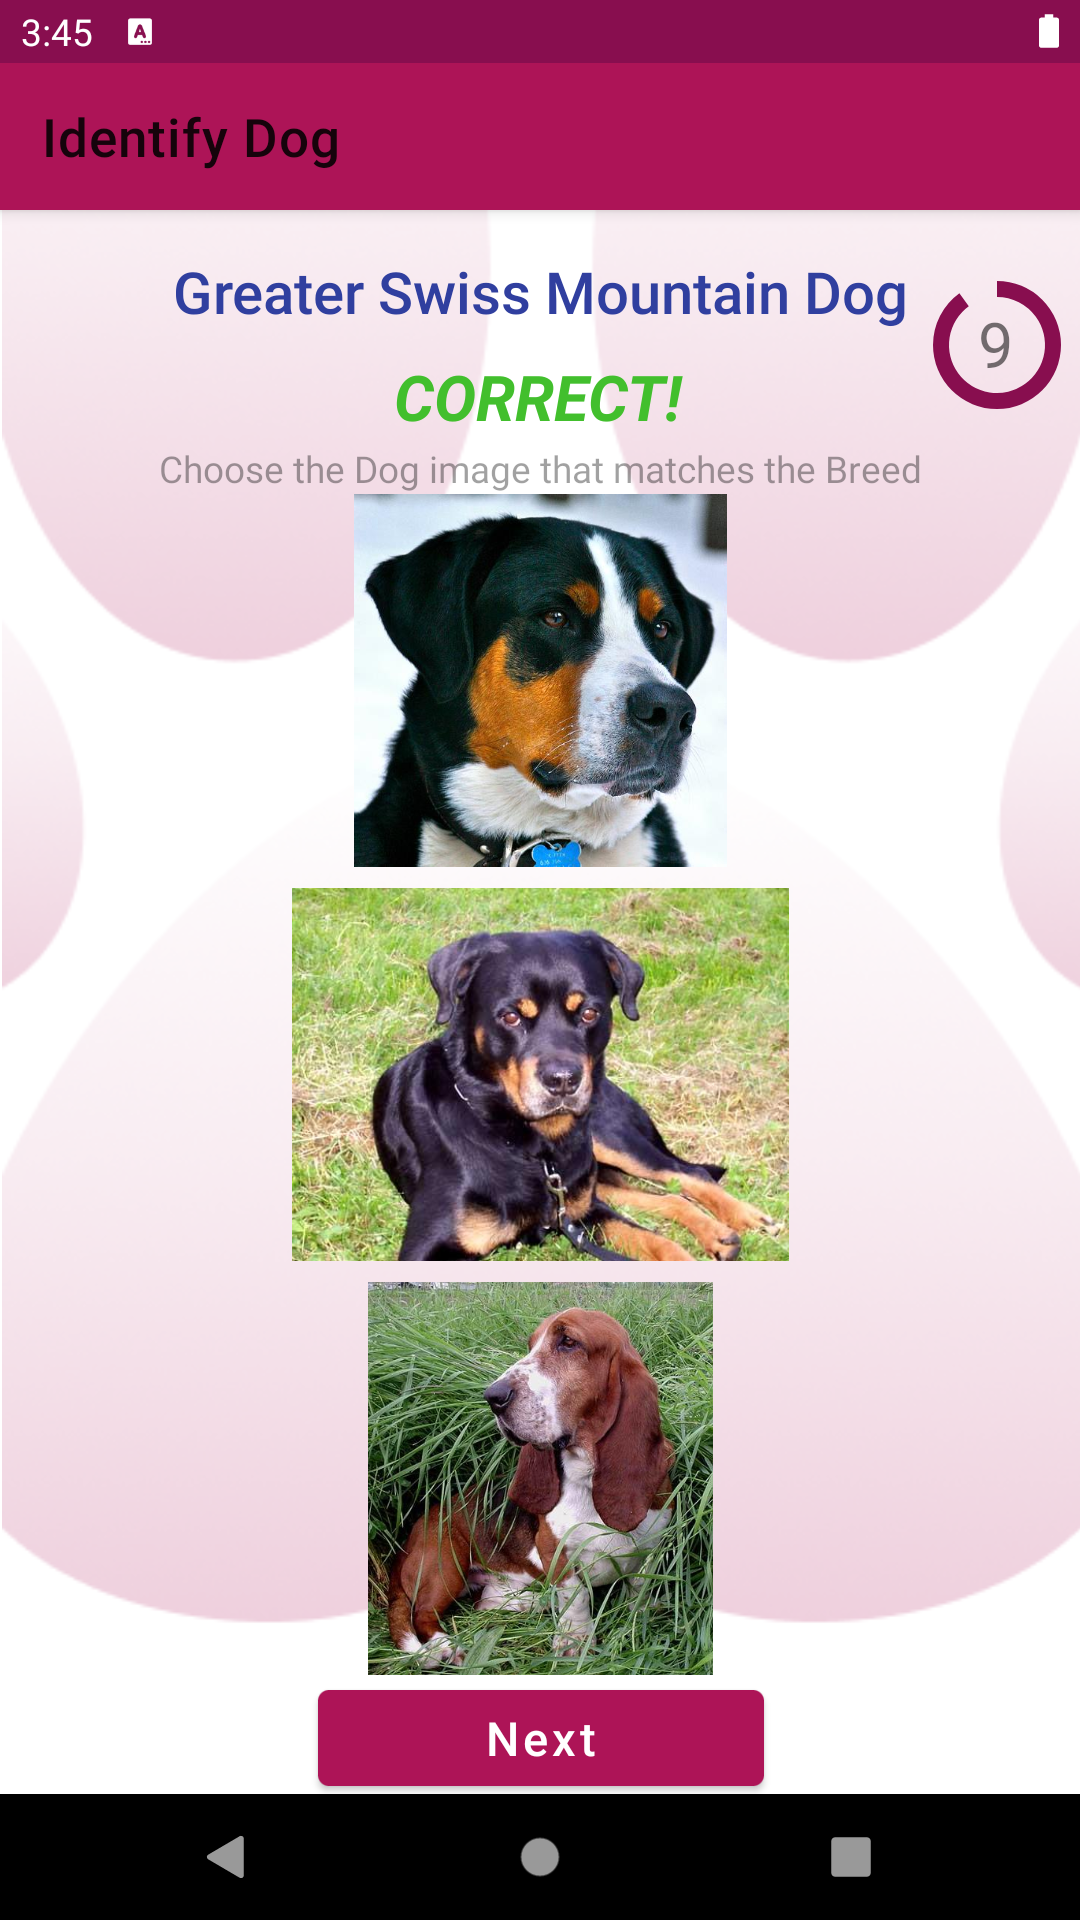 3:45
Identify Dog
Greater Swiss Mountain Dog
9
CORRECT!
Choose the Dog image that matches the Breed
Next